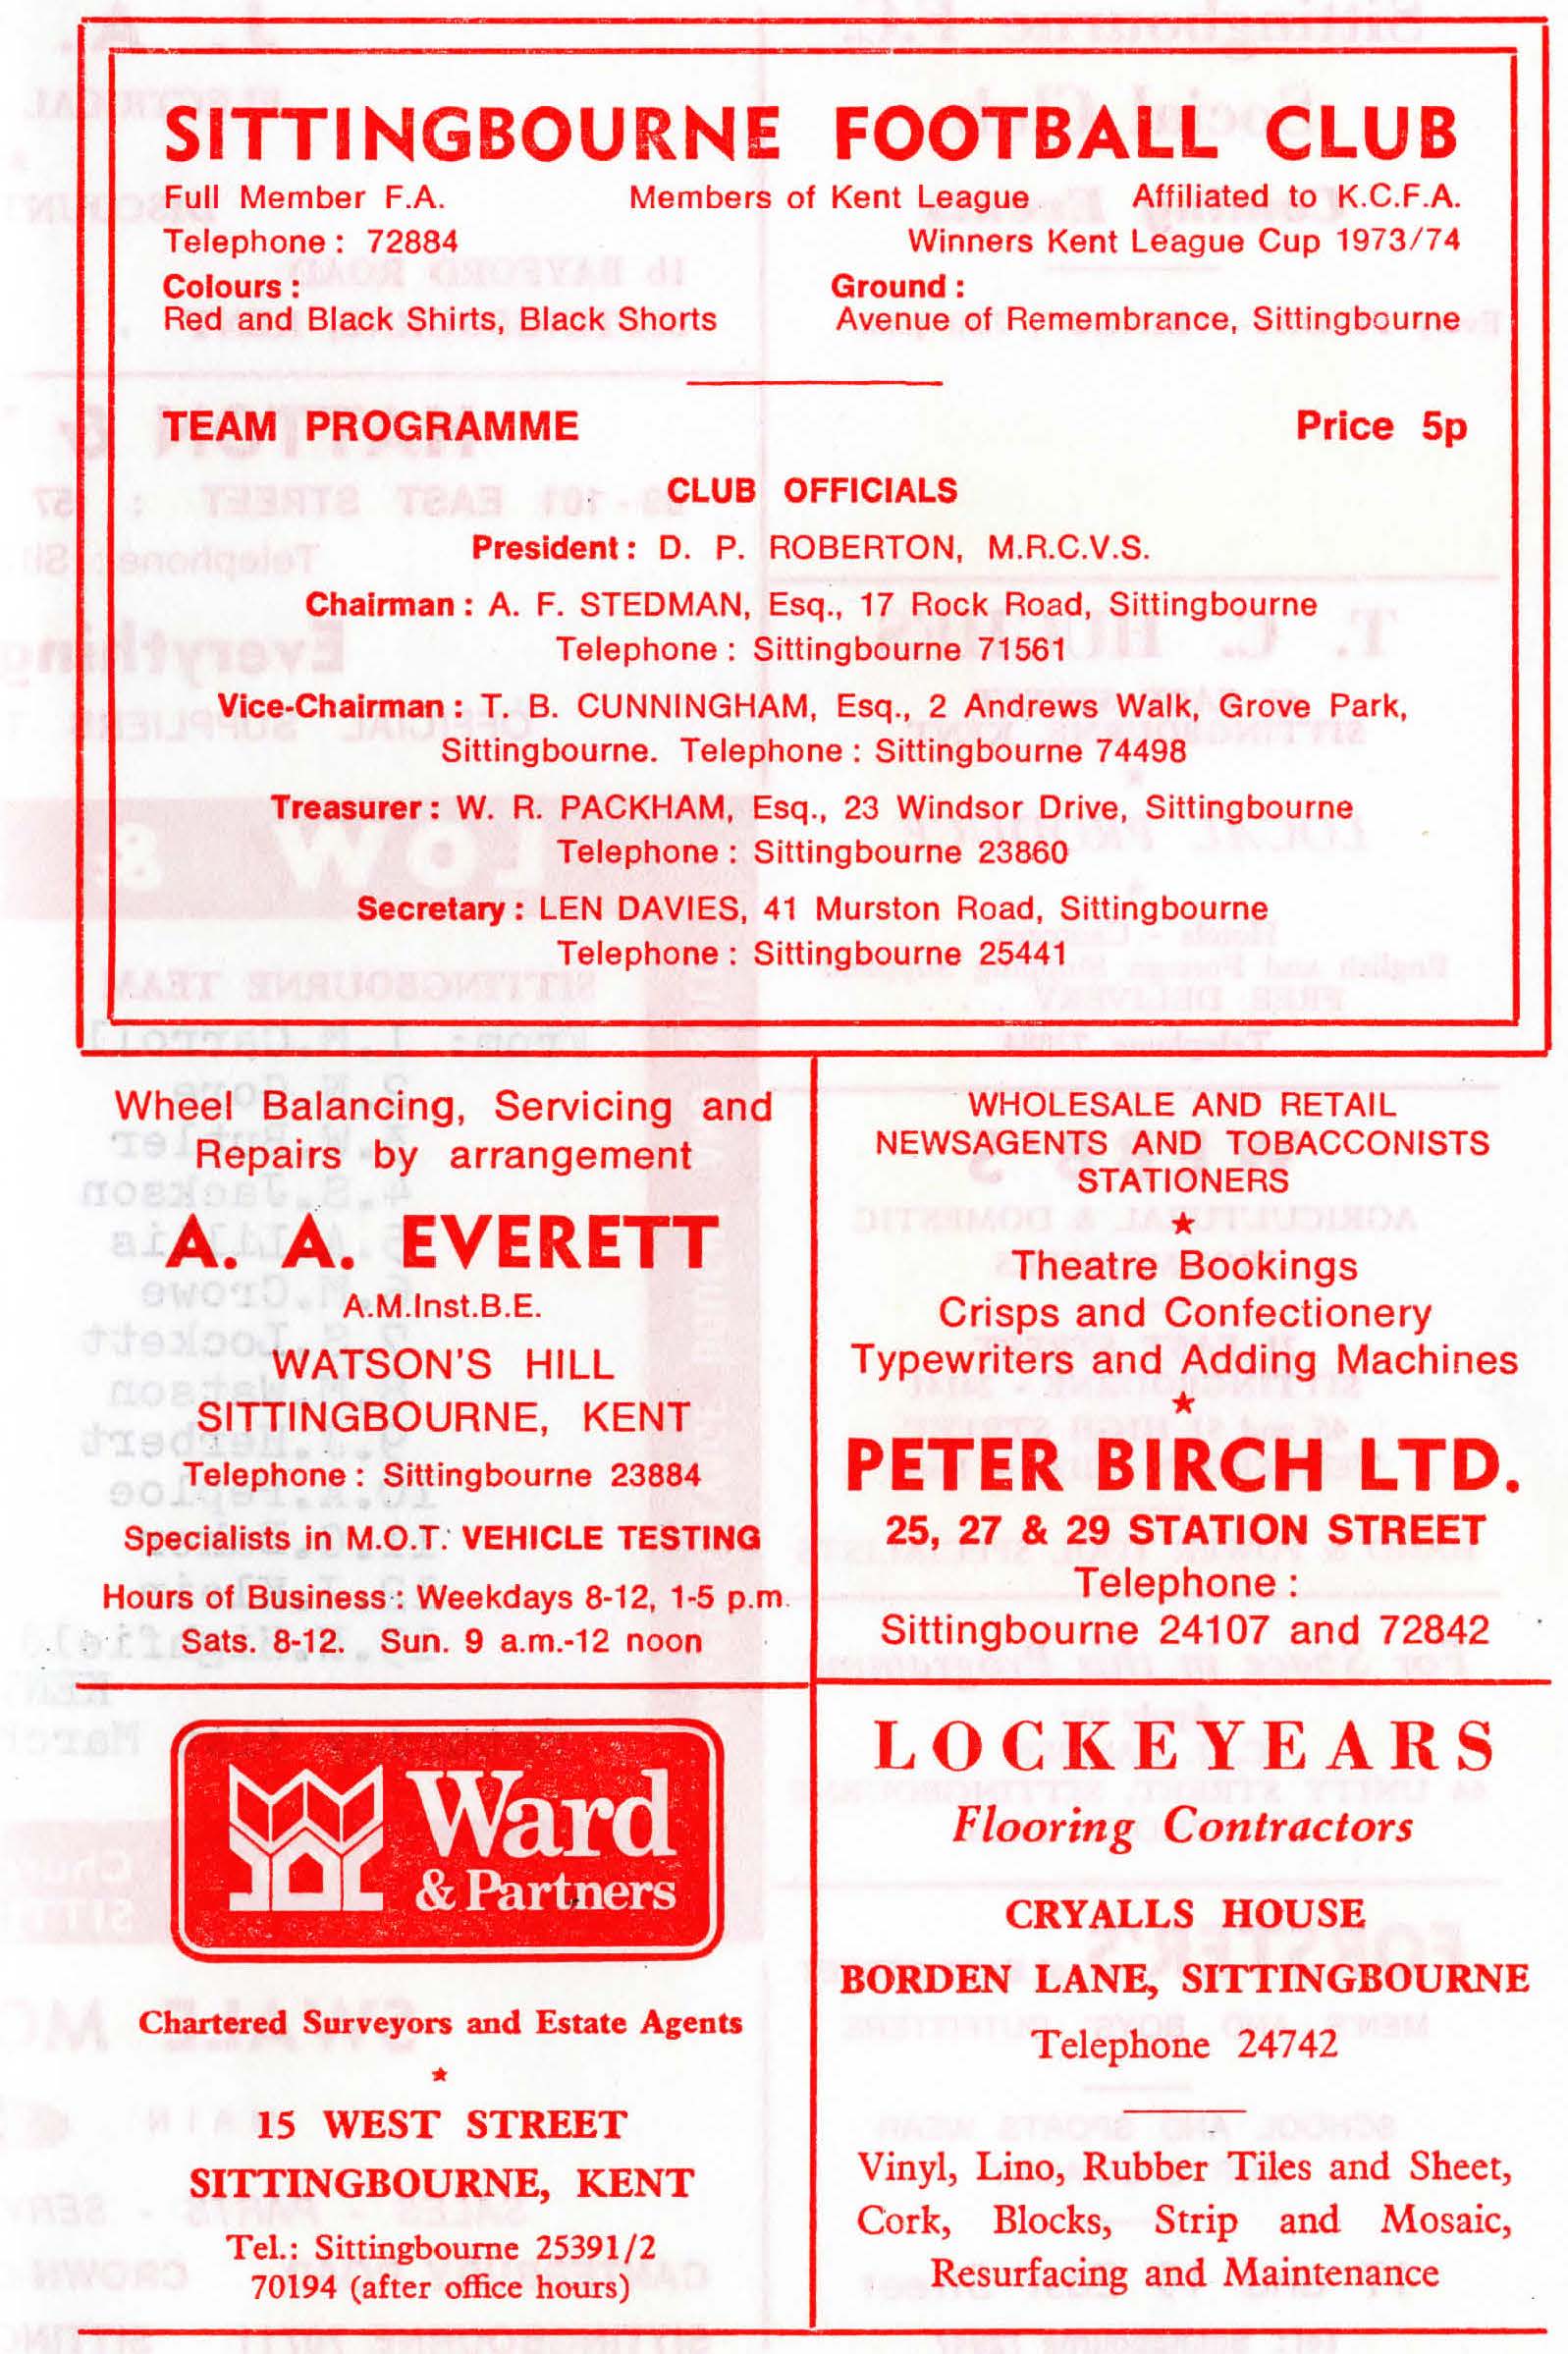 SITTINGBOURNE FOOTBALL CLUB
Full Member F.A. Members of Kent League Affiliated to K.C.F.A.
Telephone : 72884 Winners Kent League Cup 1973/74
Colours : Ground :
Red and Black Shirts, Black Shorts Avenue of Remembrance, Sittingbourne
TEAM PROGRAMME Price 5p
CLUB OFFICIALS
President : D. P. ROBERTON, M.R.C.V.S.
Chairman : A. F. STEDMAN, Esq., 17 Rock Road, Sittingbourne
Telephone : Sittingbourne 71561
Vice-Chairman : T. B. CUNNINGHAM, Esq., 2 Andrews Walk, Grove Park,
Sittingbourne. Telephone : Sittingbourne 74498
Treasurer : W. R. PACKHAM, Esq., 23 Windsor Drive, Sittingbourne
Telephone : Sittingbourne 23860
Secretary : LEN DAVIES, 41 Murston Road, Sittingbourne
Telephone : Sittingbourne 25441
Wheel Balancing, Servicing and
Repairs by arrangement
A. A. EVERETT
A.M.Inst.B.E.
WATSON'S HILL
SITTINGBOURNE, KENT
Telephone : Sittingbourne 23884
Specialists in M.O.T. VEHICLE TESTING
Hours of Business : Weekdays 8-12, 1-5 p.m.
Sats. 8-12. Sun. 9 a.m.-12 noon
WHOLESALE AND RETAIL
NEWSAGENTS AND TOBACCONISTS
STATIONERS
★
Theatre Bookings
Crisps and Confectionery
Typewriters and Adding Machines
★
PETER BIRCH LTD.
25, 27 & 29 STATION STREET
Telephone :
Sittingbourne 24107 and 72842
Ward
& Partners
Chartered Surveyors and Estate Agents
★
15 WEST STREET
SITTINGBOURNE, KENT
Tel.: Sittingbourne 25391/2
70194 (after office hours)
LOCKEYEARS
Flooring Contractors
CRYALLS HOUSE
BORDEN LANE, SITTINGBOURNE
Telephone 24742
Vinyl, Lino, Rubber Tiles and Sheet,
Cork, Blocks, Strip and Mosaic,
Resurfacing and Maintenance